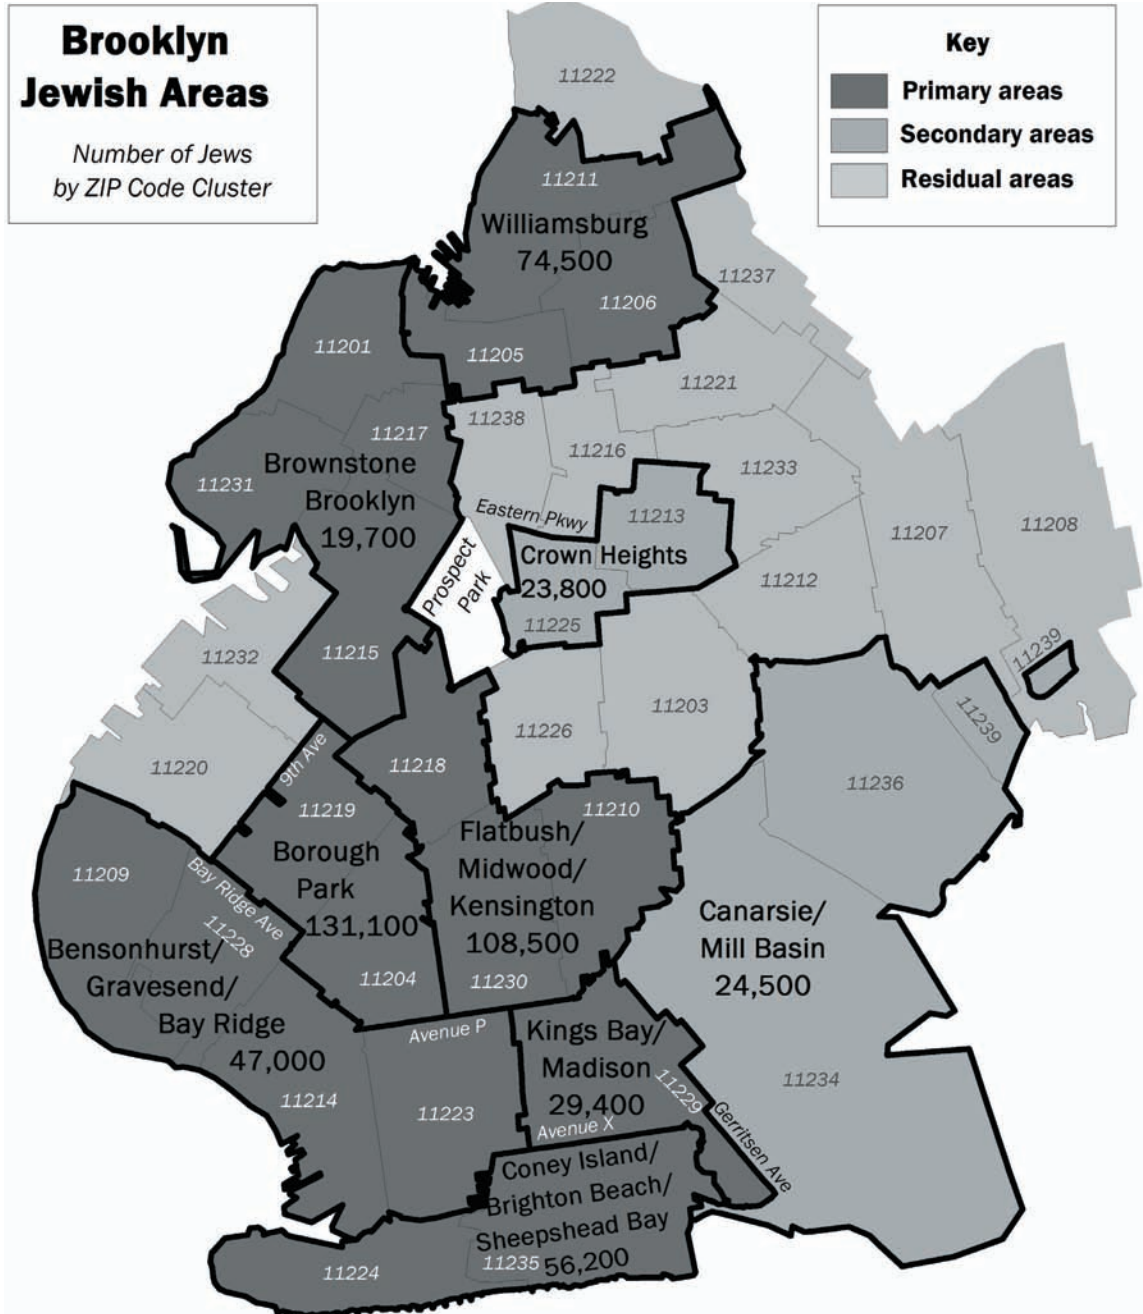 Brooklyn
Jewish Areas
Number of Jews
by ZIP Code Cluster
Key
Primary areas
Secondary areas
Residual areas
11222
11211
Williamsburg
74,500
11237
11206
11201
11205
11221
11238
11217
11216
11233
Brownstone
Brooklyn
19,700
11231
Eastern Pkwy
11213
11207
11208
Crown Heights
23,800
11212
Prospect
Park
11225
11239
11215
11232
11203
11239
11226
11220
9th Ave
11218
11236
11219
11210
Flatbush/
Midwood/
Kensington
108,500
Borough
Park
131,100
11209
Bay Ridge Ave
11228
Canarsie/
Mill Basin
24,500
Bensonhurst/
Gravesend/
Bay Ridge
47,000
11204
11230
Avenue P
Kings Bay/
Madison
29,400
11229
11234
11214
11223
Avenue X
Gerritsen Ave
Coney Island/
Brighton Beach/
Sheepshead Bay
56,200
11235
11224